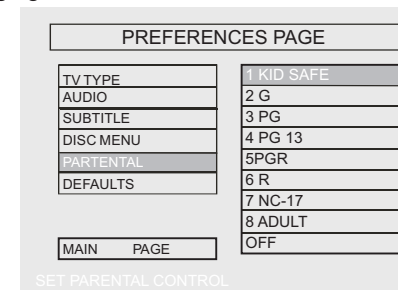 PREFERENCES PAGE
TV TYPE
AUDIO
SUBTITLE
DISC MENU
PARTENTAL
DEFAULTS
MAIN PAGE
1 KID SAFE
2 G
3 PG
4 PG 13
5PGR
6 R
7 NC-17
8 ADULT
OFF
SET PARENTAL CONTROL